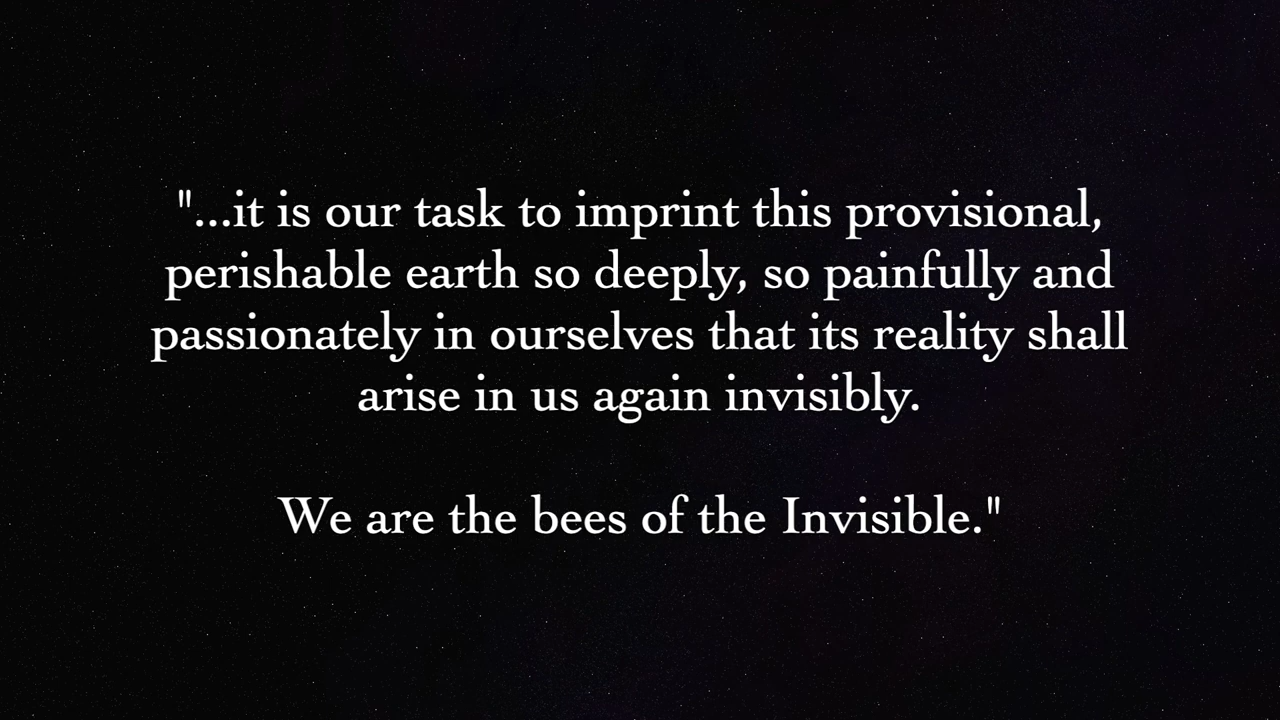 "...it is our task to imprint this provisional,
perishable earth so deeply, so painfully and
passionately in ourselves that its reality shall
arise in us again invisibly.
We are the bees of the Invisible."